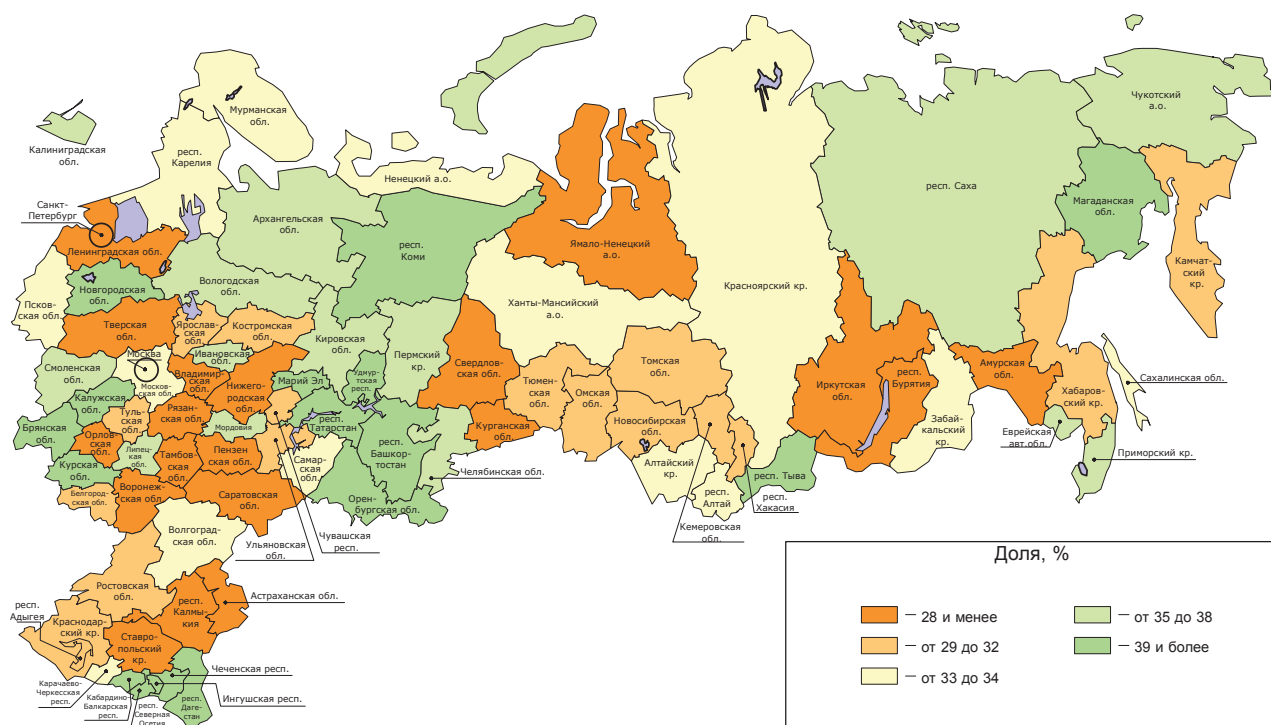 Мурманская
обл.
Калиниградская
обл.
респ.
Карелия
Ненецкий а.о.
Чукотский
а.о.
Санкт-
Петербург
Архангельская
обл.
респ.
Коми
респ. Саха
Магаданская
обл.
Ленинградская обл.
Ямало-Ненецкий
а.о.
Камчат-
ский
кр.
Новгородская
обл.
Вологодская
обл.
Красноярский кр.
Псков-
ская обл.
Ханты-Мансийский
а.о.
Тверская
обл.
Ярослав-
ская
обл.
Костромская
обл.
Кировская
обл.
Пермский
кр.
Свердлов-
ская обл.
Москва
Ивановская
обл.
Смоленская
обл.
Москов-
ская обл.
Владимир-
ская
обл.
Нижего-
родская
обл.
Марий Эл
Удмур-
тская
респ.
Тюмен-
ская
обл.
Омская
обл.
Томская
обл.
Иркутская
обл.
респ.
Бурятия
Амурская
обл.
Хабаров-
ский кр.
Сахалинская обл.
Калужская
обл.
Туль-
ская
обл.
Рязан-
ская обл.
Мордовия
респ.
Татарстан
Курганская
обл.
Новосибирская
обл.
Забай-
кальский
кр.
Еврейская
авт.обл.
Приморский кр.
Брянская
обл.
Орлов-
ская
обл.
Липец-
кая
обл.
Тамбов-
ская
обл.
Пензен
ская обл.
Самар-
ская
обл.
респ.
Башкор-
тостан
Челябинская обл.
Алтайский
кр.
респ.
Алтай
респ. Тыва
респ.
Хакасия
Кемеровская
обл.
Курская
обл.
Белгород-
ская обл.
Воронеж-
ская обл.
Саратовская
обл.
Орен-
бургская обл.
Волгоград-
ская обл.
Ульяновская
обл.
Чувашская
респ.
Ростовская
обл.
респ.
Калмы-
кия
Астраханская обл.
респ.
Адыгея
Краснодар-
ский кр.
Ставро-
польский
кр.
Чеченская респ.
Ингушская респ.
Карачаево-
Черкесская
респ.
Кабардино-
Балкарская
респ.
респ.
Северная
Осетия
респ.
Даге-
стан
Доля, %
– 28 и менее
– от 29 до 32
– от 33 до 34
– от 35 до 38
– 39 и более